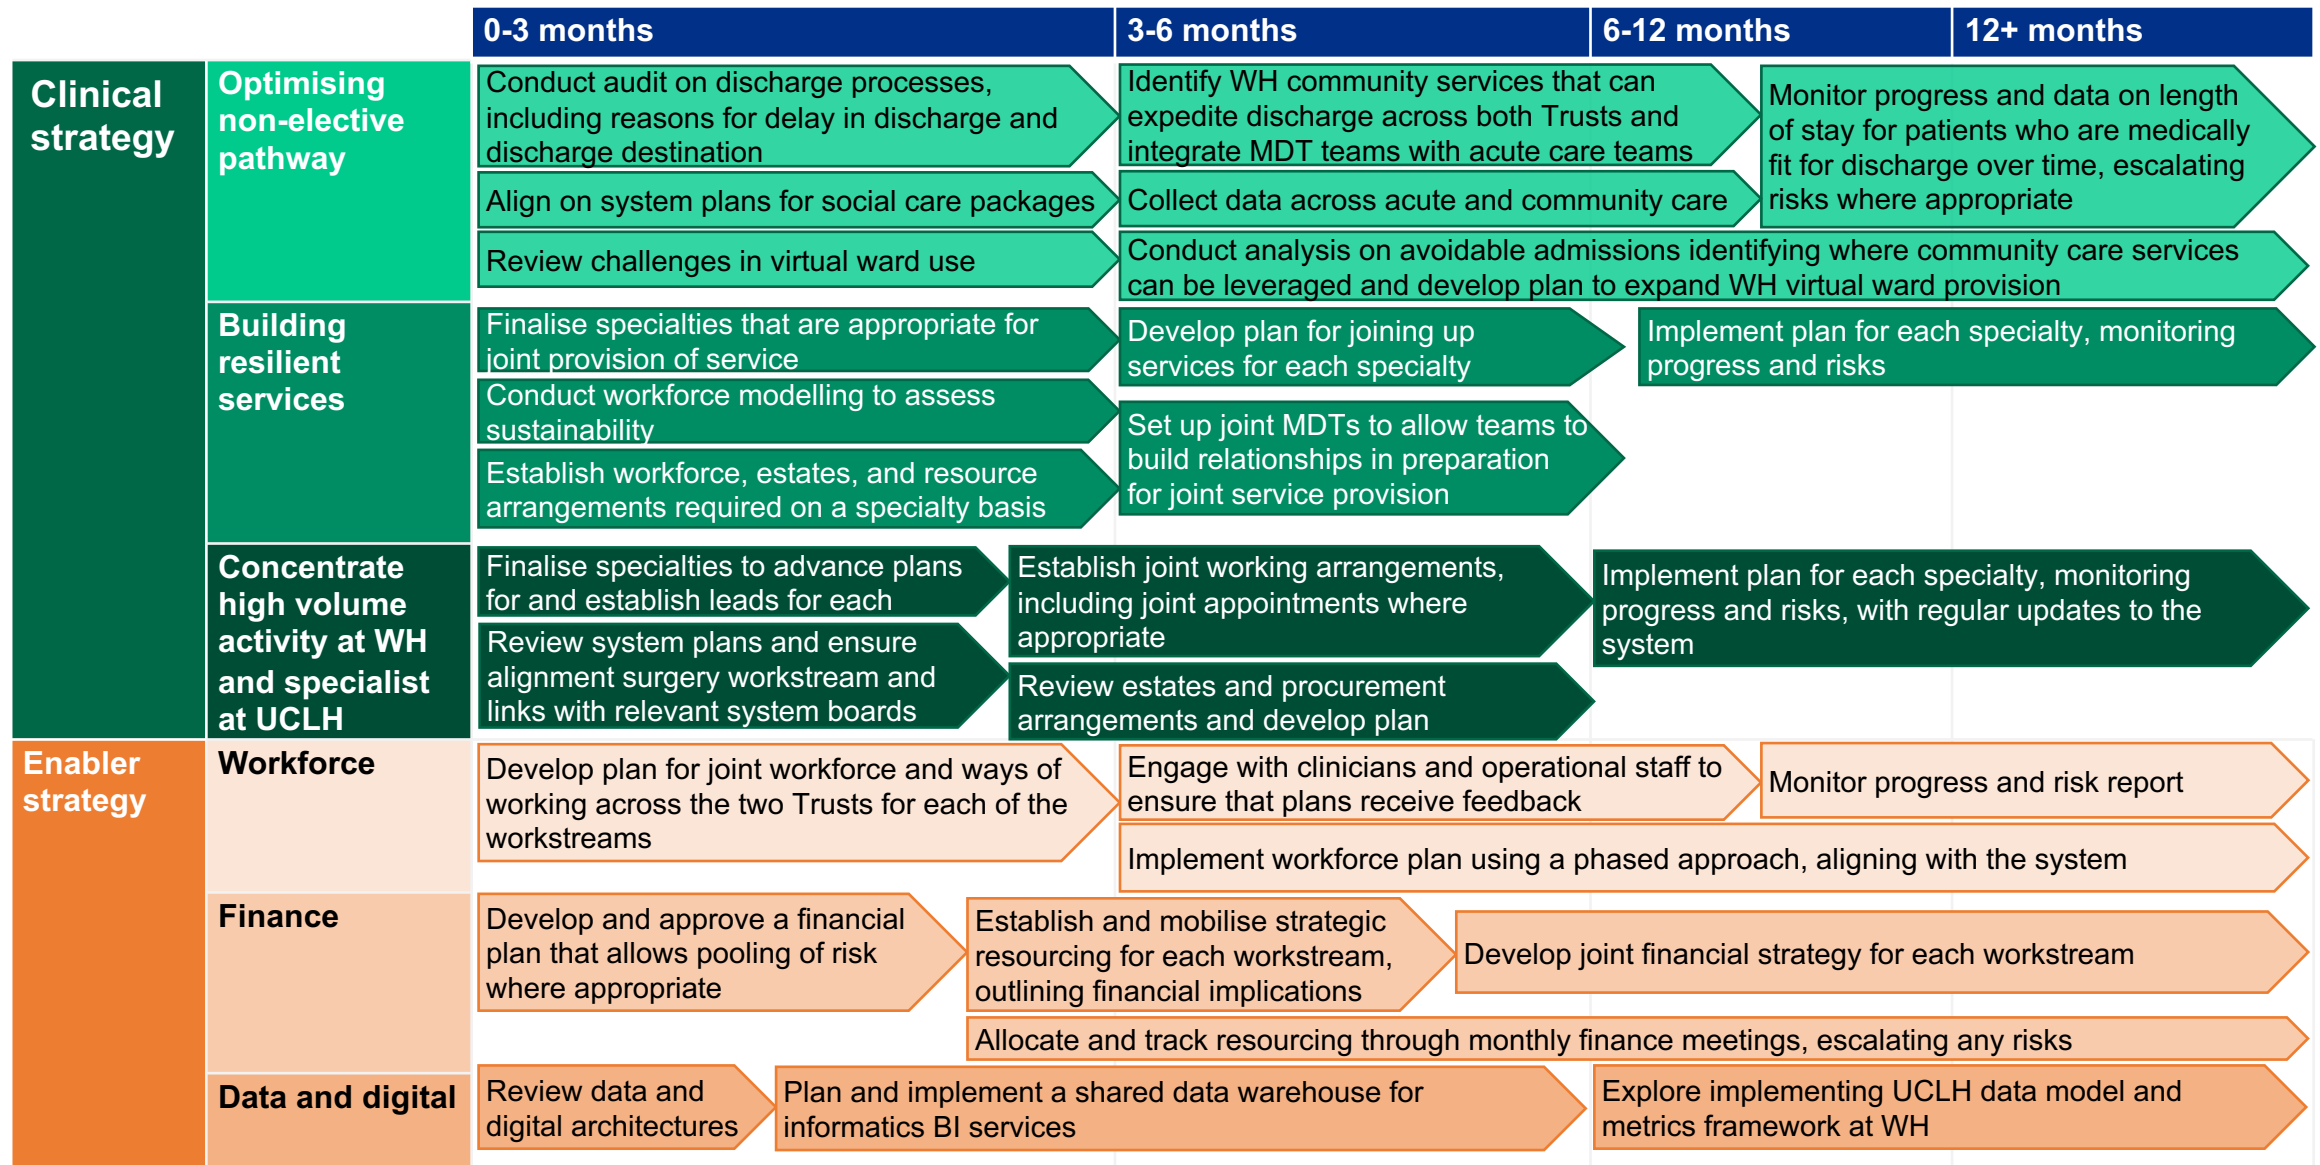 0-3 months
3-6 months
6-12 months
12+ months
Clinical
strategy
Optimising
non-elective
pathway
Conduct audit on discharge processes,
including reasons for delay in discharge and
discharge destination
Align on system plans for social care packages
Review challenges in virtual ward use
Identify WH community services that can
expedite discharge across both Trusts and
integrate MDT teams with acute care teams
Collect data across acute and community care
Monitor progress and data on length
of stay for patients who are medically
fit for discharge over time, escalating
risks where appropriate
Conduct analysis on avoidable admissions identifying where community care services
can be leveraged and develop plan to expand WH virtual ward provision
Building
resilient
services
Finalise specialties that are appropriate for
joint provision of service
Conduct workforce modelling to assess
sustainability
Establish workforce, estates, and resource
arrangements required on a specialty basis
Develop plan for joining up
services for each specialty
Set up joint MDTs to allow teams to
build relationships in preparation
for joint service provision
Implement plan for each specialty, monitoring
progress and risks
Concentrate
high volume
activity at WH
and specialist
at UCLH
Finalise specialties to advance plans
for and establish leads for each
Review system plans and ensure
alignment surgery workstream and
links with relevant system boards
Establish joint working arrangements,
including joint appointments where
appropriate
Review estates and procurement
arrangements and develop plan
Implement plan for each specialty, monitoring
progress and risks, with regular updates to the
system
Enabler
strategy
Workforce
Develop plan for joint workforce and ways of
working across the two Trusts for each of the
workstreams
Engage with clinicians and operational staff to
ensure that plans receive feedback
Monitor progress and risk report
Implement workforce plan using a phased approach, aligning with the system
Finance
Develop and approve a financial
plan that allows pooling of risk
where appropriate
Establish and mobilise strategic
resourcing for each workstream,
outlining financial implications
Develop joint financial strategy for each workstream
Allocate and track resourcing through monthly finance meetings, escalating any risks
Data and digital
Review data and
digital architectures
Plan and implement a shared data warehouse for
informatics BI services
Explore implementing UCLH data model and
metrics framework at WH